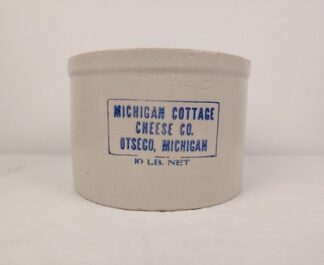 MICHIGAN COTTAGE
CHEESE CO.
OTSEGO, MICHIGAN
10 LB. NET